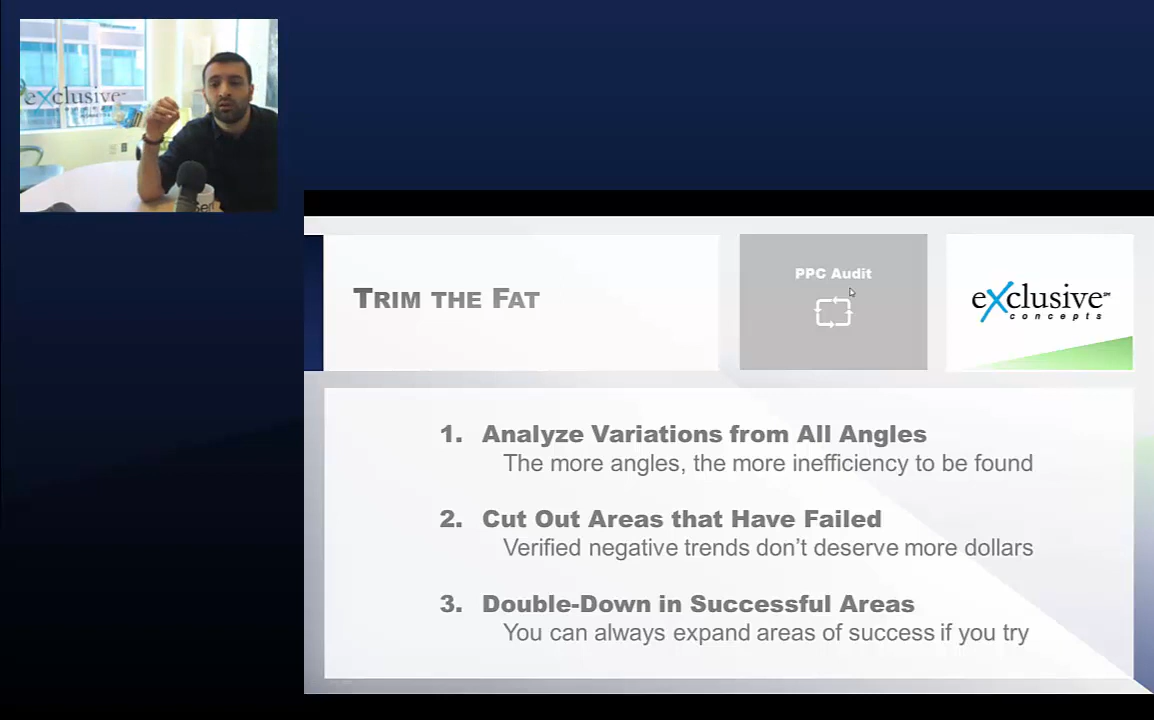 eXclusive
TRIM THE FAT
PPC Audit
eXclusive
concepts
1. Analyze Variations from All Angles
The more angles, the more inefficiency to be found
2. Cut Out Areas that Have Failed
Verified negative trends don't deserve more dollars
3. Double-Down in Successful Areas
You can always expand areas of success if you try